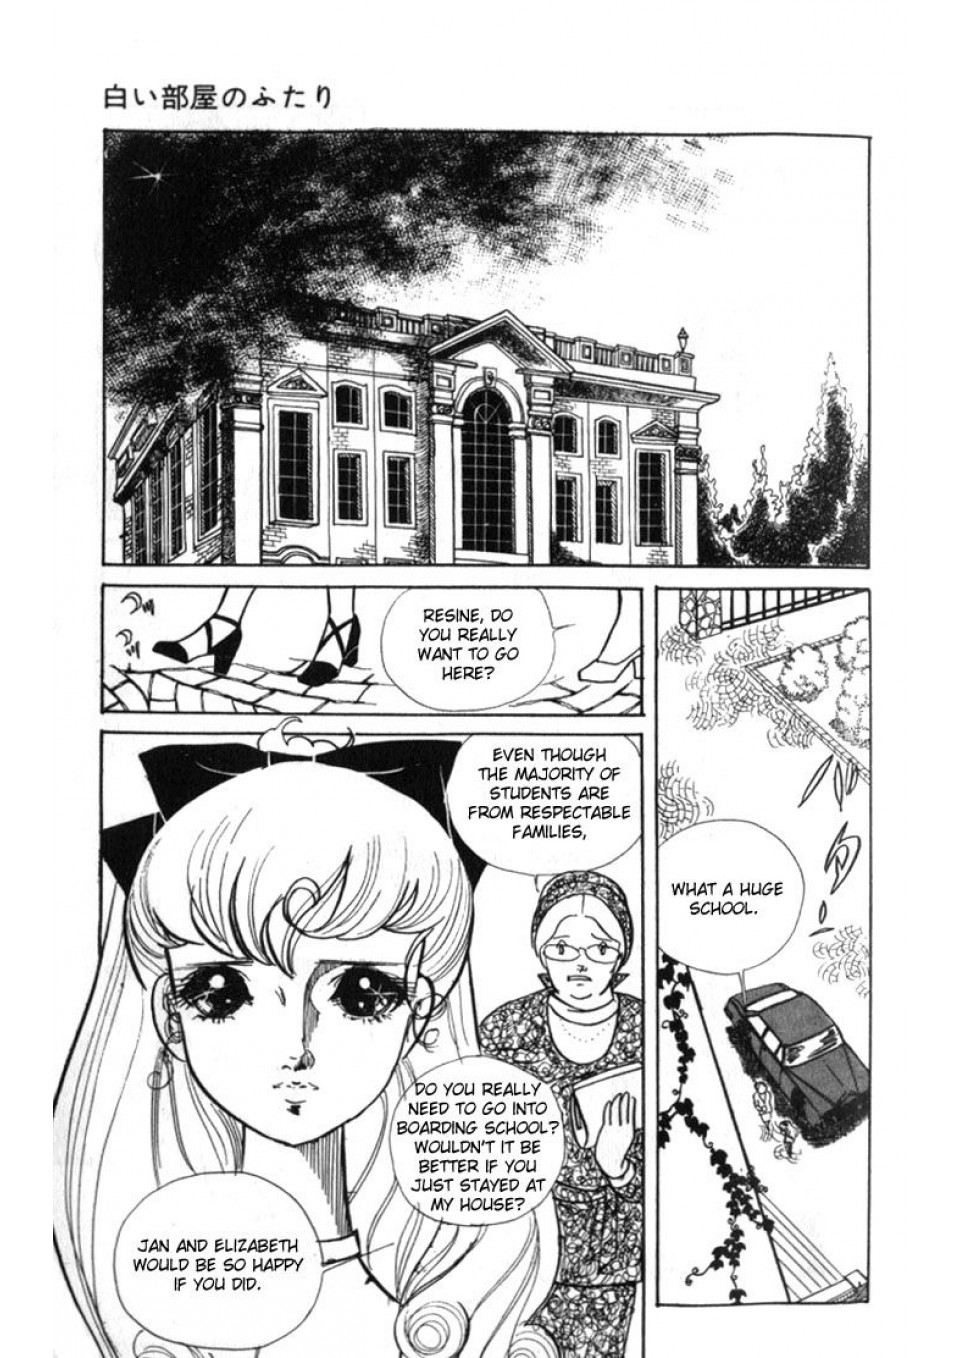 白い部屋のふたり
WHAT A HUGE
SCHOOL.
RESINE, DO
YOU REALLY
WANT TO GO
HERE?
EVEN THOUGH
THE MAJORITY OF
STUDENTS ARE
FROM RESPECTABLE
FAMILIES,
DO YOU REALLY
NEED TO GO INTO
BOARDING SCHOOL?
WOULDN'T IT BE
BETTER IF YOU
JUST STAYED AT
MY HOUSE?
JAN AND ELIZABETH
WOULD BE SO HAPPY
IF YOU DID.